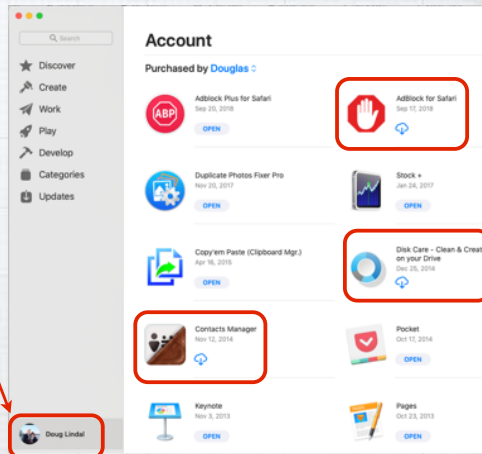 Search
Account
Discover
Create
Work
Play
Develop
Categories
Updates
Doug Lindal
Purchased by Douglas
ABP
Adblock Plus for Safari
Sep 20, 2018
OPEN
AdBlock for Safari
Sep 17, 2018
Duplicate Photos Fixer Pro
Nov 20, 2017
OPEN
Stock +
Jan 24, 2017
OPEN
Copy'em Paste (Clipboard Mgr.)
Apr 16, 2015
OPEN
Disk Care - Clean & Creat
on your Drive
Dec 25, 2014
Contacts Manager
Nov 12, 2014
Pocket
Oct 17, 2014
OPEN
Keynote
Nov 3, 2013
OPEN
Pages
Oct 23, 2013
OPEN